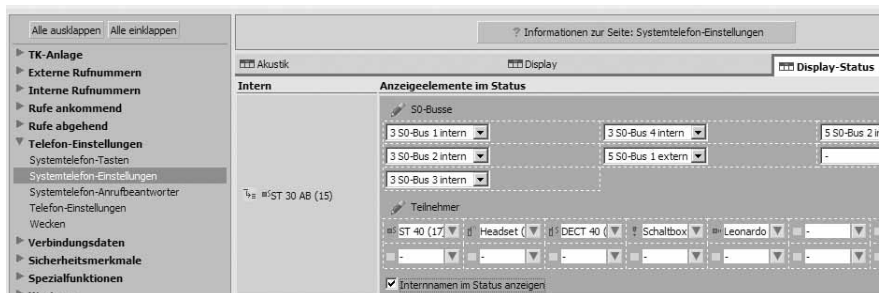 Alle ausklappen Alle einklappen
TK-Anlage
Externe Rufnummern
Interne Rufnummern
Rufe ankommend
Rufe abgehend
Telefon-Einstellungen
Systemtelefon-Tasten
Systemtelefon-Einstellungen
Systemtelefon-Anrufbeantworter
Telefon-Einstellungen
Wecken
Verbindungsdaten
Sicherheitsmerkmale
Spezialfunktionen
? Informationen zur Seite: Systemtelefon-Einstellungen
Akustik Display Display-Status
Intern Anzeigeelemente im Status
S0-Busse
3 S0-Bus 1 intern 3 S0-Bus 4 intern 5 S0-Bus 2
3 S0-Bus 2 intern 5 S0-Bus 1 extern -
3 S0-Bus 3 intern
ST 30 AB (15)
Teilnehmer
ST 40 (17 Headset ( DECT 40 ( Schaltbox Leonardo -
- - - - - -
Internnamen im Status anzeigen